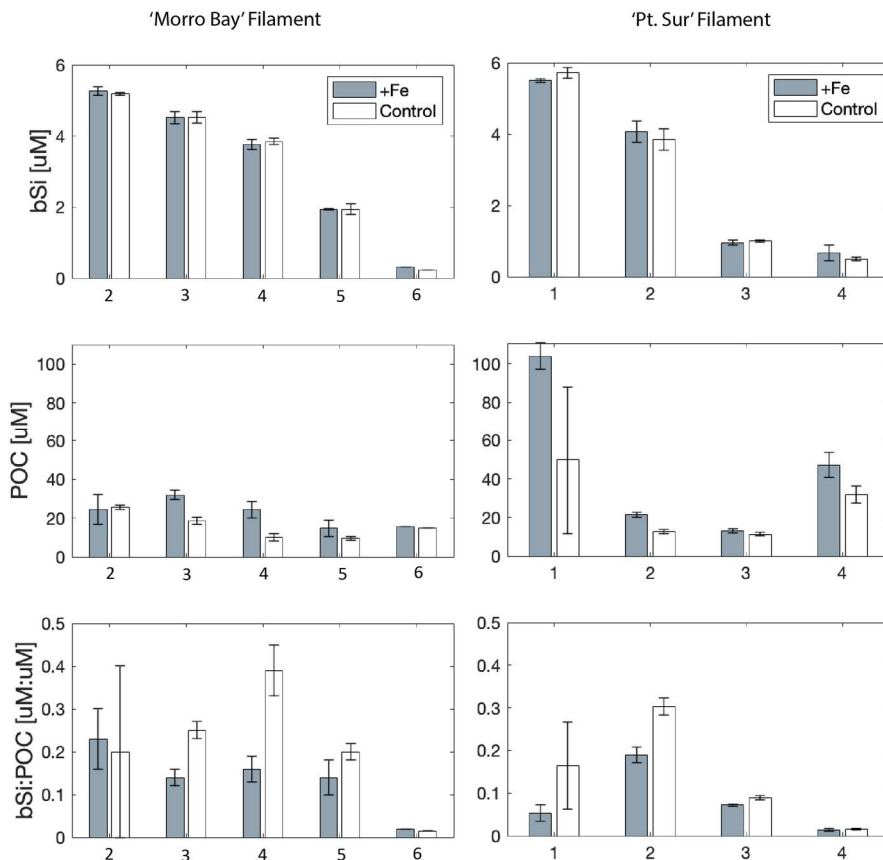 'Morro Bay' Filament
'Pt. Sur' Filament
bSi [uM]
6
4
2
0
+Fe
Control
2 3 4 5 6
6
4
2
0
+Fe
Control
1 2 3 4
POC [uM]
100
80
60
40
20
0
2 3 4 5 6
100
80
60
40
20
0
1 2 3 4
bSi:POC [uM:uM]
0.5
0.4
0.3
0.2
0.1
0
2 3 4 5 6
0.5
0.4
0.3
0.2
0.1
0
1 2 3 4